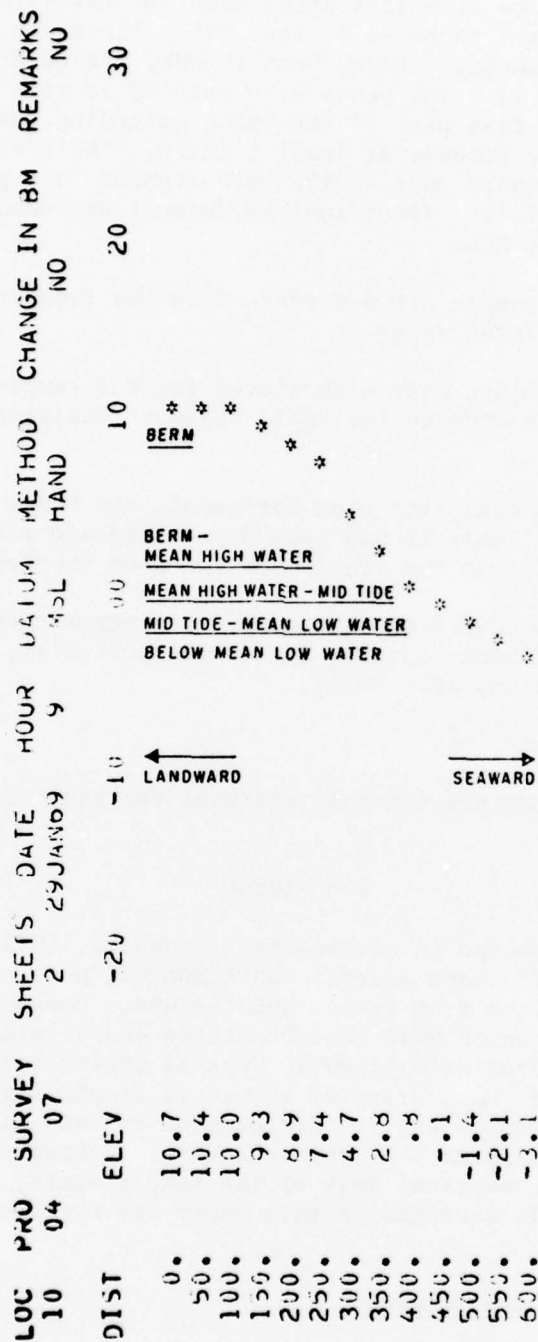 LOC PRO SURVEY SHEETS DATE HOUR DATUM METHOD CHANGE IN BM REMARKS
10 04 07 2 29JAN69 9 MSL HAND NO NO
DIST ELEV -20 -10 00 10 20 30
0. 10.7 *
50. 10.4 *
100. 10.0 *
150. 9.3 *
200. 8.9 *
250. 7.4 *
300. 4.7 *
350. 2.8 *
400. .8 *
450. -.1 *
500. -1.4 *
550. -2.1 *
600. -3.1 *
BERM
BERM-
MEAN HIGH WATER
MEAN HIGH WATER-MID TIDE
MID TIDE-MEAN LOW WATER
BELOW MEAN LOW WATER
LANDWARD
SEAWARD